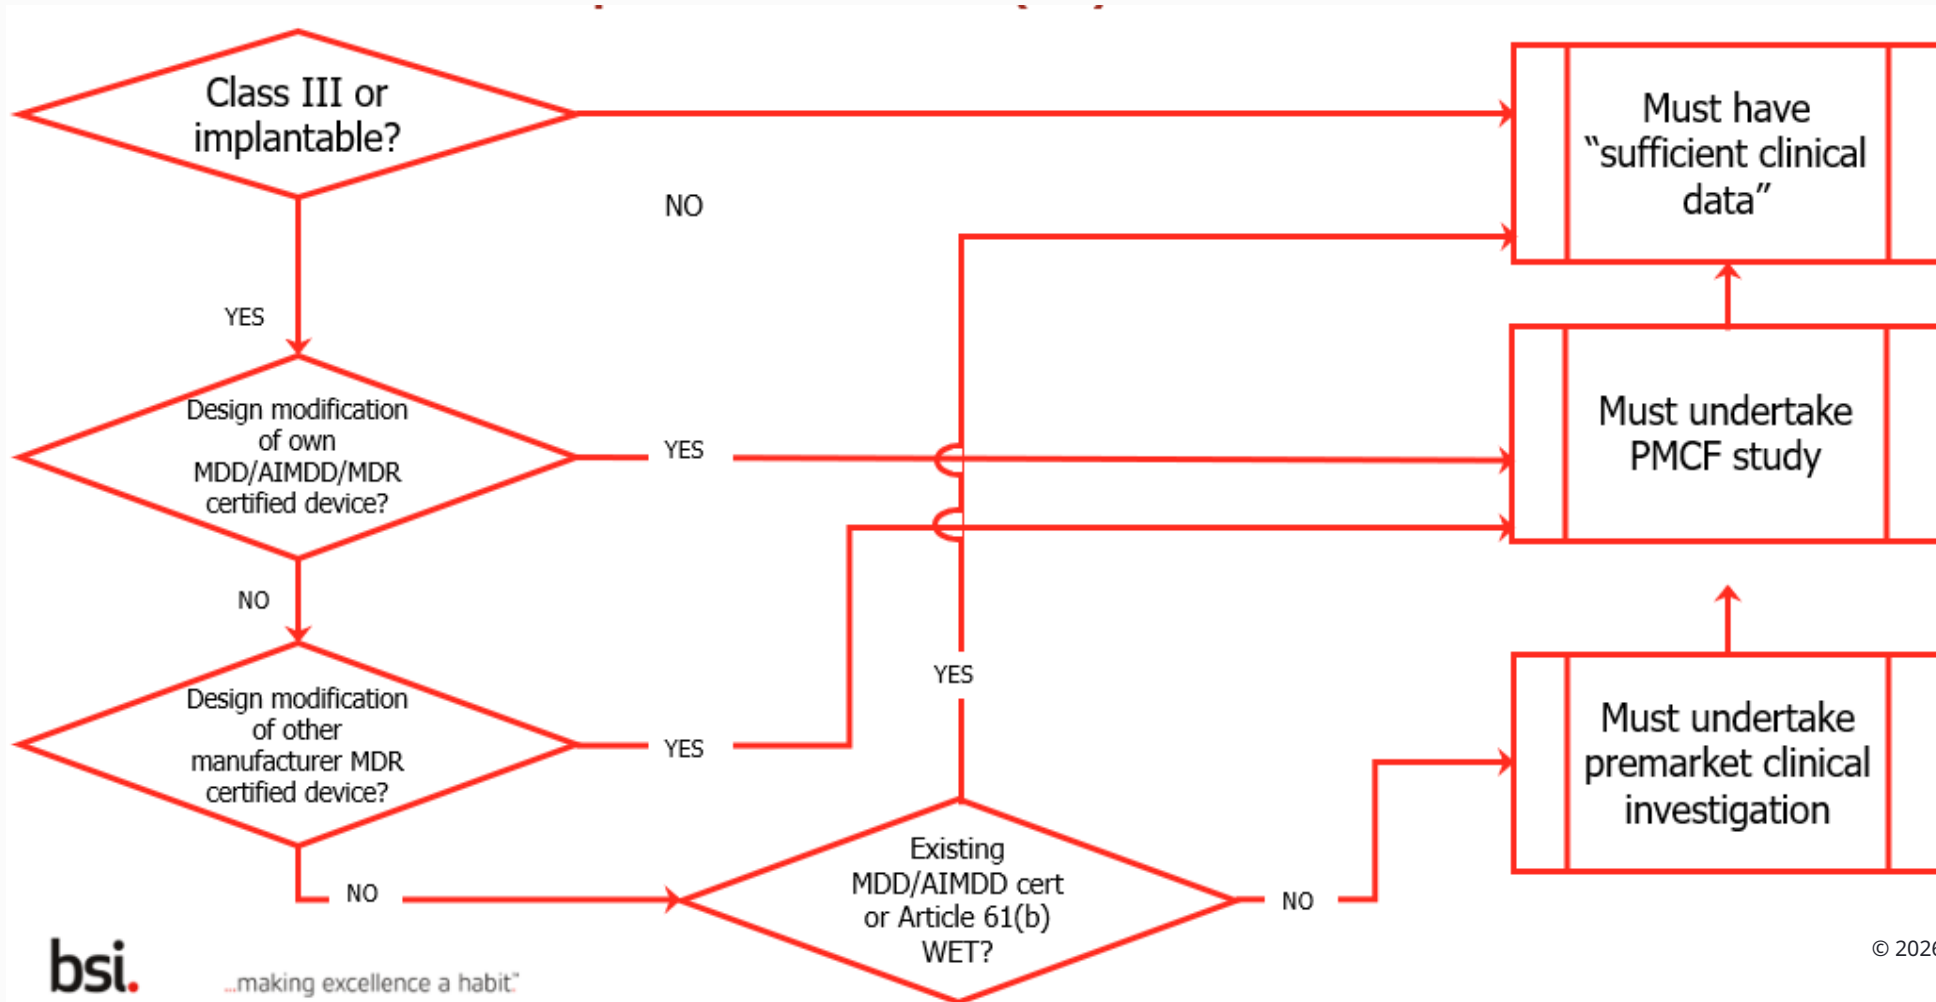 Class III or
implantable?
NO
YES
Must have
“sufficient clinical
data”
Design modification
of own
MDD/AIMDD/MDR
certified device?
YES
NO
Must undertake
PMCF study
Design modification
of other
manufacturer MDR
certified device?
YES
NO
YES
Existing
MDD/AIMDD cert
or Article 61(b)
WET?
NO
Must undertake
premarket clinical
investigation
bsi.
...making excellence a habit.™
© 2026